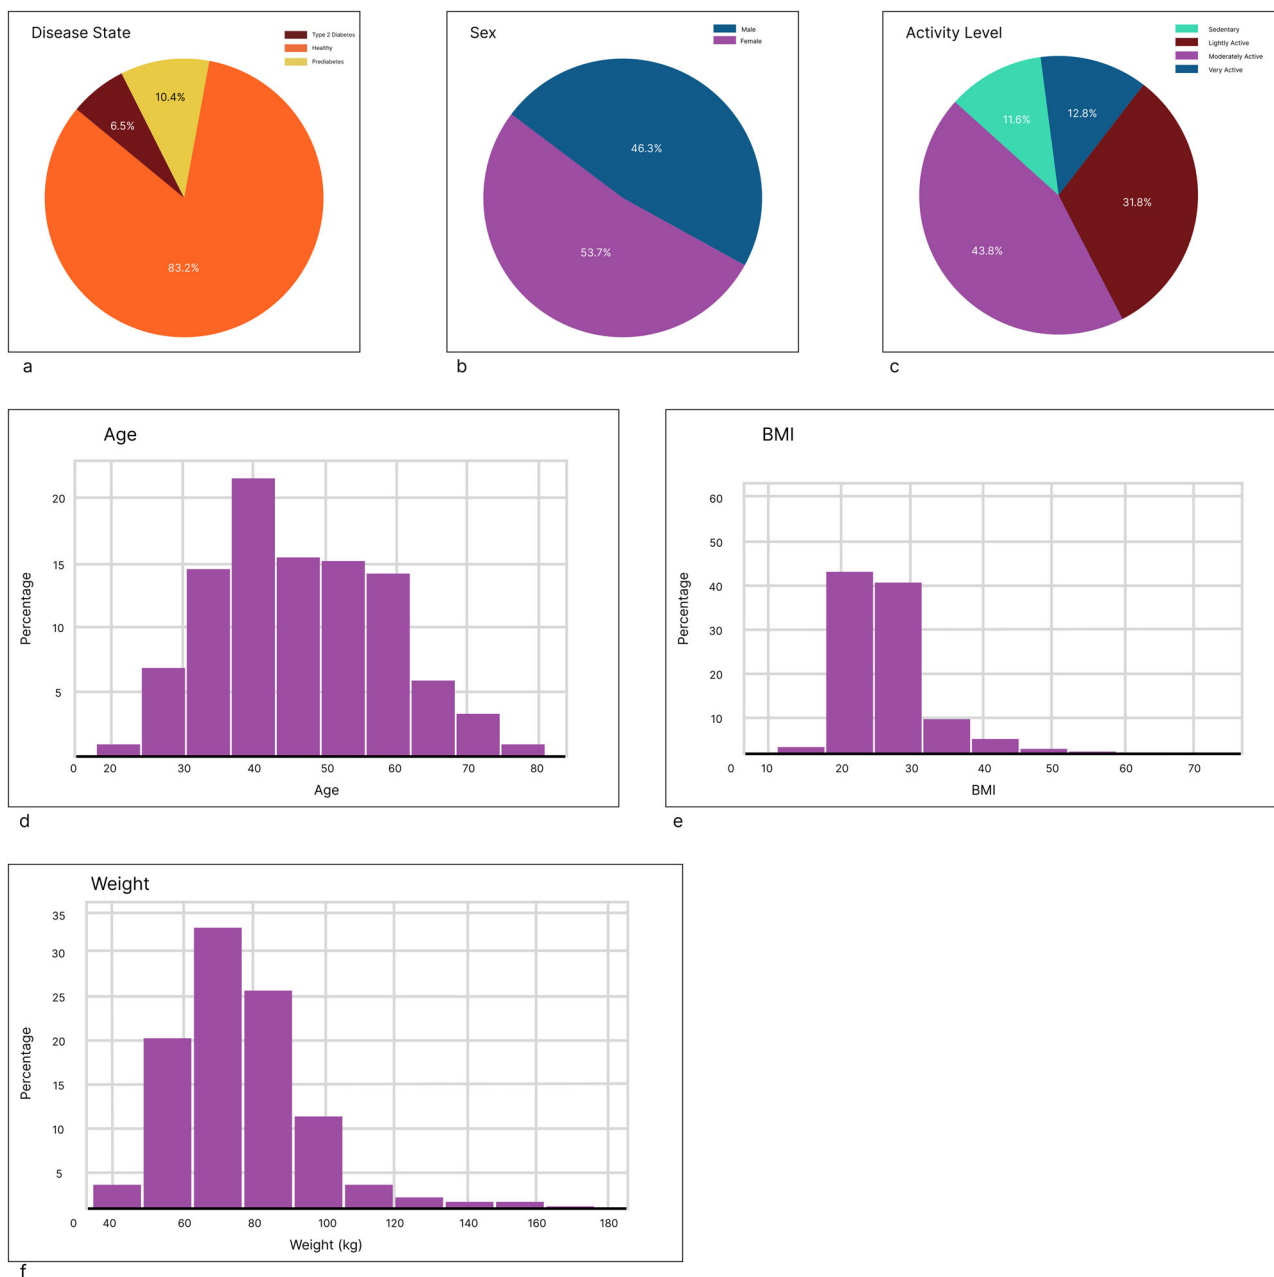 Disease State
Type 2 Diabetes
Healthy
Prediabetes
10.4%
6.5%
83.2%
a
Sex
Male
Female
46.3%
53.7%
b
Activity Level
Sedentary
Lightly Active
Moderately Active
Very Active
11.6%
12.8%
31.8%
43.8%
c
Age
20
15
10
5
Percentage
0 20 30 40 50 60 70 80
Age
d
BMI
60
50
40
30
20
10
Percentage
0 10 20 30 40 50 60 70
BMI
e
Weight
35
30
25
20
15
10
5
Percentage
0 40 60 80 100 120 140 160 180
Weight (kg)
f